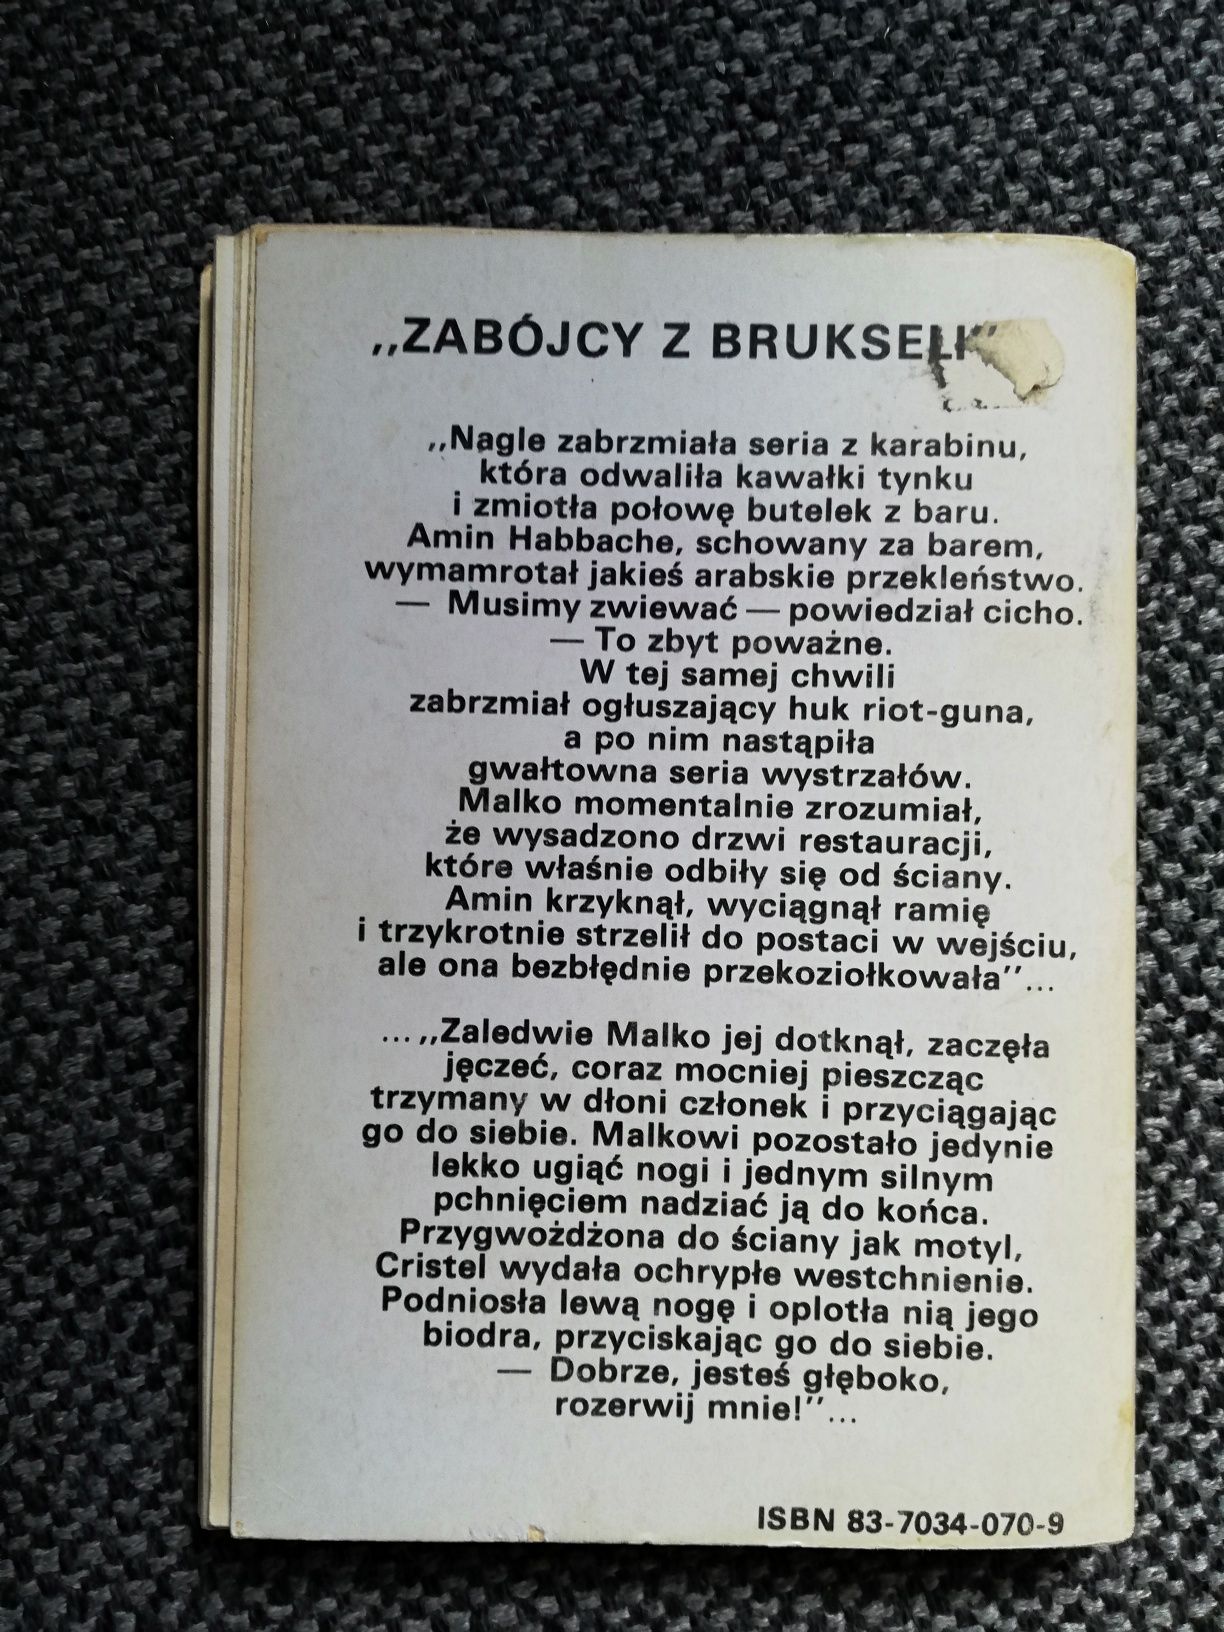 ,,ZABÓJCY Z BRUKSELI"
,,Nagle zabrzmiała seria z karabinu,
która odwaliła kawałki tynku
i zmiotła połowę butelek z baru.
Amin Habbache, schowany za barem,
wymamrotał jakieś arabskie przekleństwo.
— Musimy zwiewać — powiedział cicho.
— To zbyt poważne.
W tej samej chwili
zabrzmiał ogłuszający huk riot-guna,
a po nim nastąpiła
gwałtowna seria wystrzałów.
Malko momentalnie zrozumiał,
że wysadzono drzwi restauracji,
które właśnie odbiły się od ściany.
Amin krzyknął, wyciągnął ramię
i trzykrotnie strzelił do postaci w wejściu,
ale ona bezbłędnie przekoziołkowała"...
...,,Zaledwie Malko jej dotknął, zaczęła
jęczeć, coraz mocniej pieszcząc
trzymany w dłoni członek i przyciągając
go do siebie. Malkowi pozostało jedynie
lekko ugiąć nogi i jednym silnym
pchnięciem nadziać ją do końca.
Przygwożdżona do ściany jak motyl,
Cristel wydała ochrypłe westchnienie.
Podniosła lewą nogę i oplotła nią jego
biodra, przyciskając go do siebie.
— Dobrze, jesteś głęboko,
rozerwij mnie!"...
ISBN 83-7034-070-9